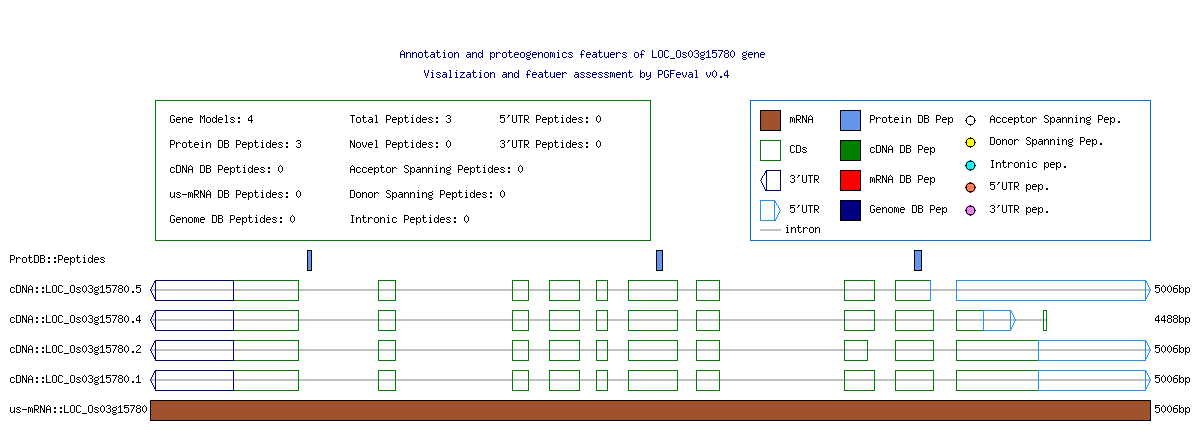 Annotation and proteogenomics featuers of LOC_Os03g15780 gene
Visalization and featuer assessment by PGFeval v0.4
Gene Models: 4
Total Peptides: 3
5'UTR Peptides: 0
Protein DB Peptides: 3
Novel Peptides: 0
3'UTR Peptides: 0
cDNA DB Peptides: 0
Acceptor Spanning Peptides: 0
us-mRNA DB Peptides: 0
Donor Spanning Peptides: 0
Genome DB Peptides: 0
Intronic Peptides: 0
mRNA
Protein DB Pep
Acceptor Spanning Pep.
CDs
cDNA DB Pep
Donor Spanning Pep.
3'UTR
mRNA DB Pep
Intronic pep.
5'UTR
Genome DB Pep
5'UTR pep.
intron
3'UTR pep.
ProtDB::Peptides
cDNA::LOC_Os03g15780.5 5006bp
cDNA::LOC_Os03g15780.4 4488bp
cDNA::LOC_Os03g15780.2 5006bp
cDNA::LOC_Os03g15780.1 5006bp
us-mRNA::LOC_Os03g15780 5006bp